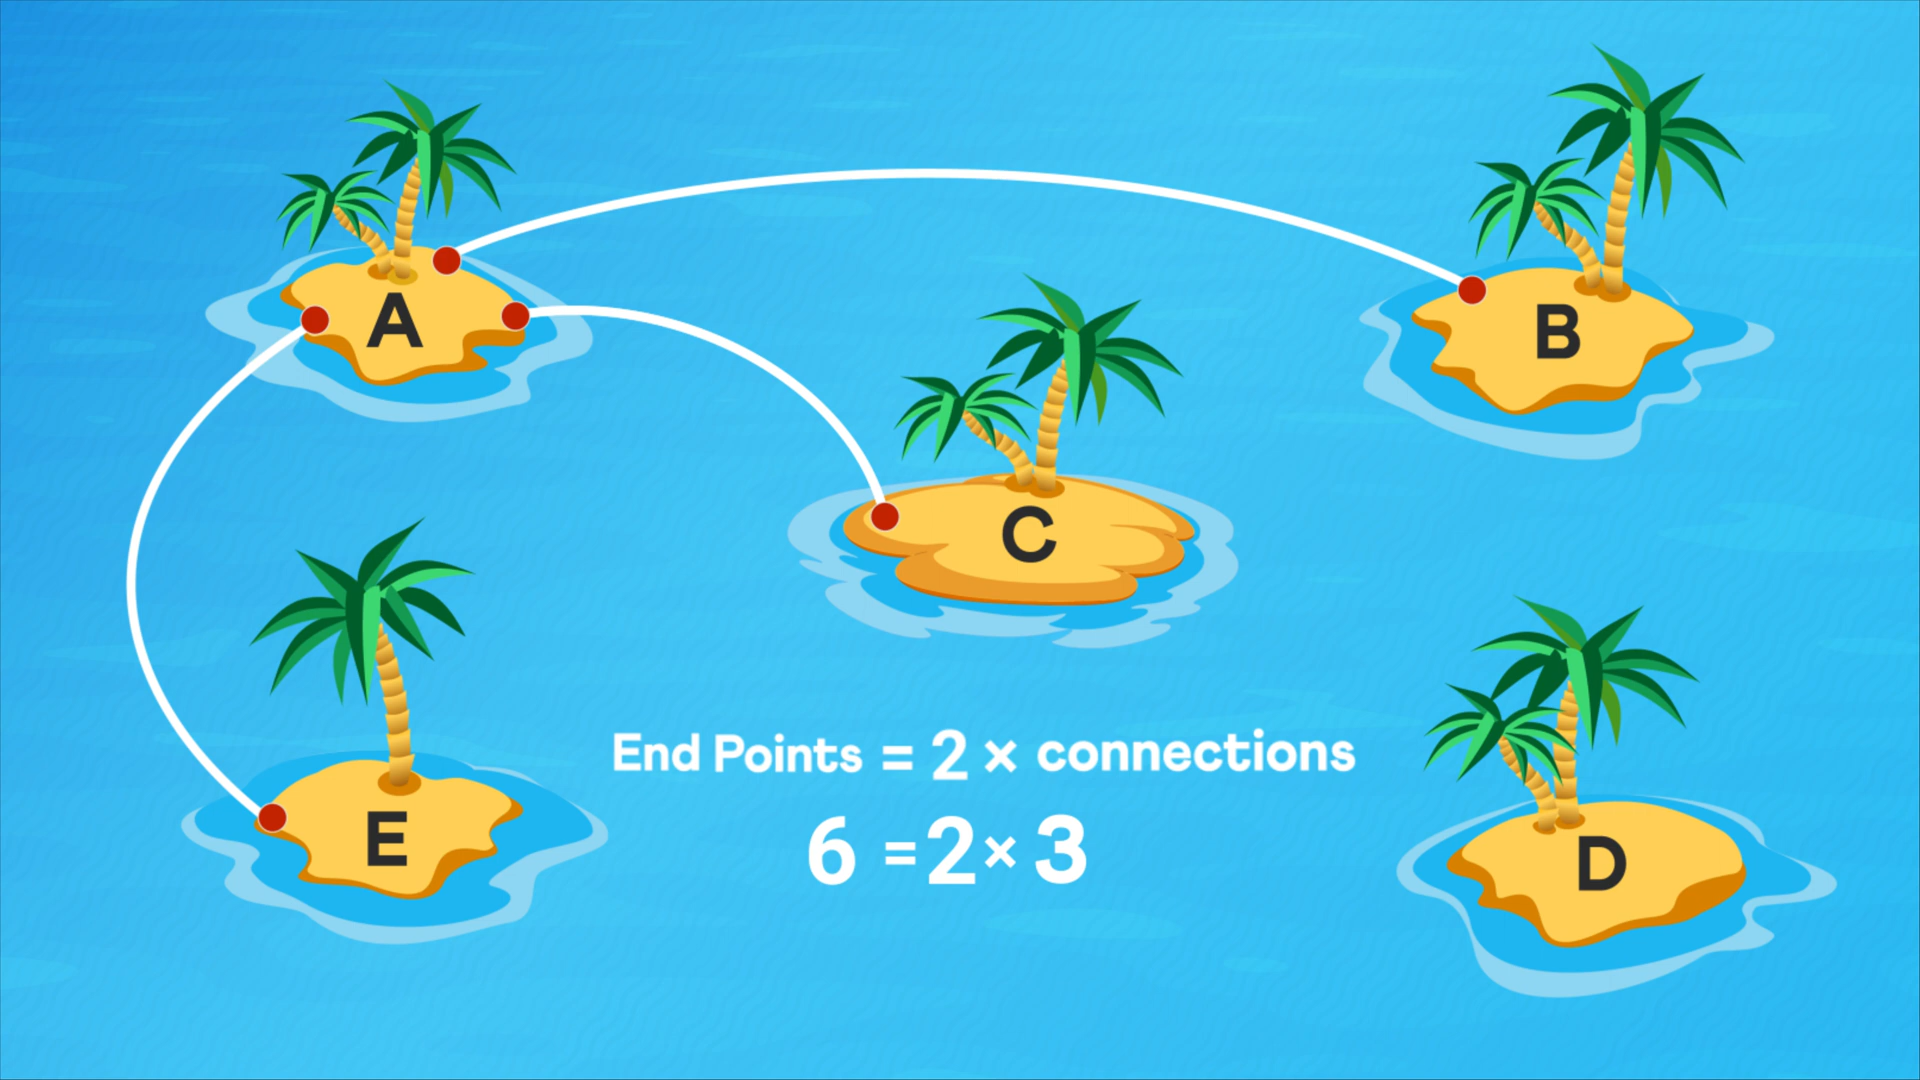 A
B
C
E
D
End Points = 2 × connections
6 = 2 × 3